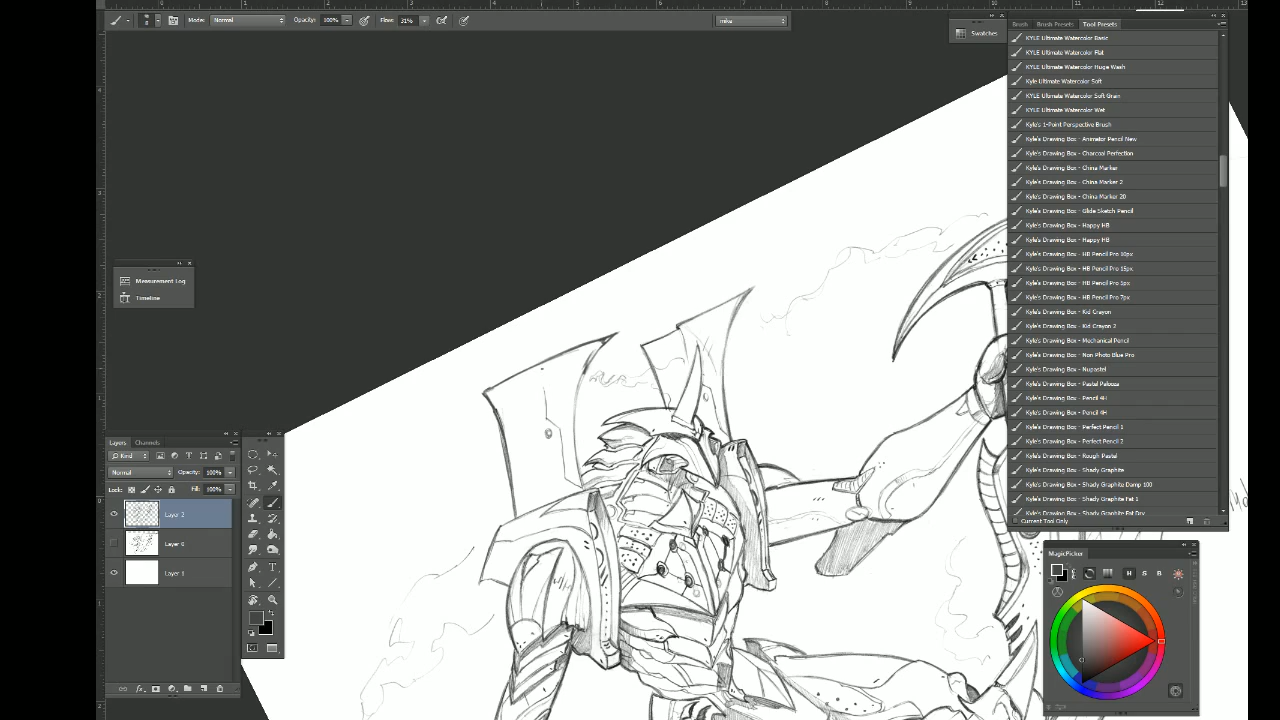 Mode: Normal Opacity: 100% Flow: 31% mike
Swatches
Brush Brush Presets Tool Presets
KYLE Ultimate Watercolor Basic
KYLE Ultimate Watercolor Flat
KYLE Ultimate Watercolor Huge Wash
Kyle Ultimate Watercolor Soft
KYLE Ultimate Watercolor Soft Grain
KYLE Ultimate Watercolor Wet
Kyle's 1-Point Perspective Brush
Kyle's Drawing Box - Animator Pencil New
Kyle's Drawing Box - Charcoal Perfection
Kyle's Drawing Box - China Marker
Kyle's Drawing Box - China Marker 2
Kyle's Drawing Box - China Marker 20
Kyle's Drawing Box - Glide Sketch Pencil
Kyle's Drawing Box - Happy HB
Kyle's Drawing Box - Happy HB
Kyle's Drawing Box - HB Pencil Pro 10px
Kyle's Drawing Box - HB Pencil Pro 15px
Kyle's Drawing Box - HB Pencil Pro 5px
Kyle's Drawing Box - HB Pencil Pro 7px
Kyle's Drawing Box - Kid Crayon
Kyle's Drawing Box - Kid Crayon 2
Kyle's Drawing Box - Mechanical Pencil
Kyle's Drawing Box - Non Photo Blue Pro
Kyle's Drawing Box - Nupastel
Kyle's Drawing Box - Pastel Palooza
Kyle's Drawing Box - Pencil 4H
Kyle's Drawing Box - Pencil 4H
Kyle's Drawing Box - Perfect Pencil 1
Kyle's Drawing Box - Perfect Pencil 2
Kyle's Drawing Box - Rough Pastel
Kyle's Drawing Box - Shady Graphite
Kyle's Drawing Box - Shady Graphite Damp 100
Kyle's Drawing Box - Shady Graphite Fat 1
Kyle's Drawing Box - Shady Graphite Fat Dry
Current Tool Only
Measurement Log
Timeline
Layers Channels
Kind
Normal Opacity: 100%
Lock: Fill: 100%
Layer 2
Layer 0
Layer 1
MagicPicker
H S B